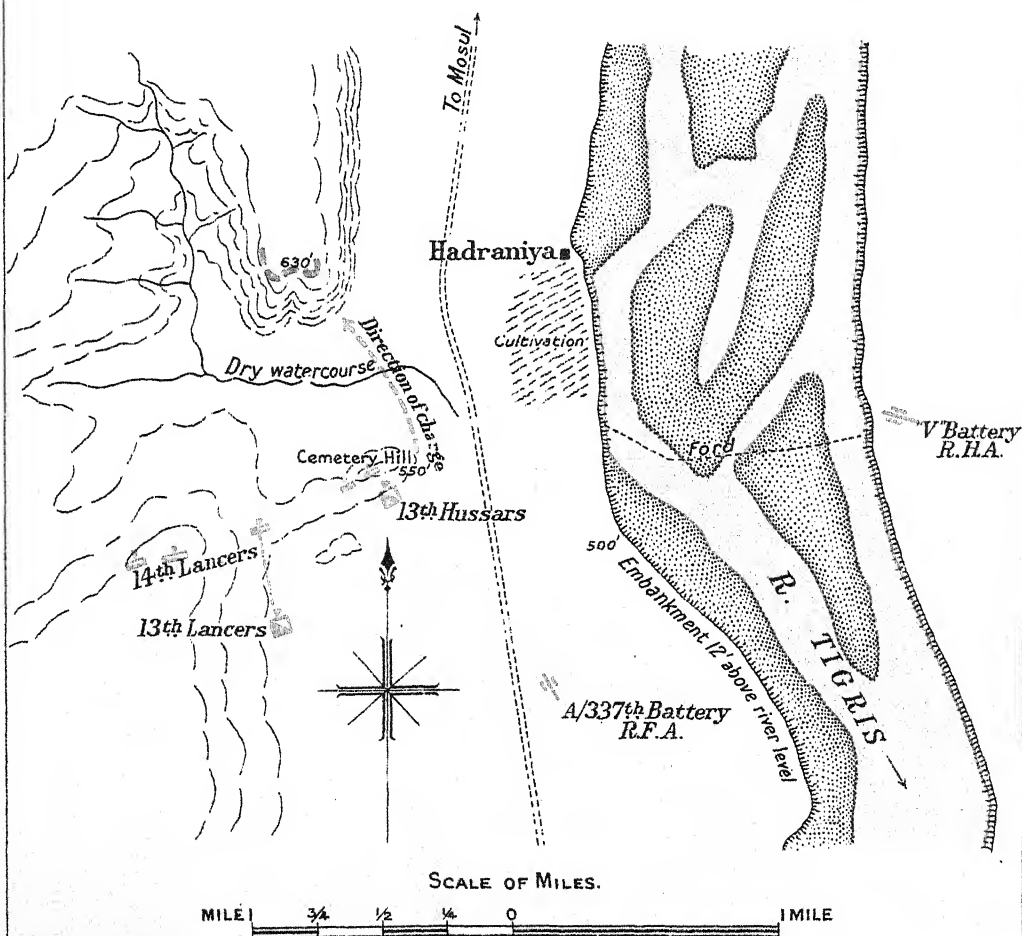 To Mosul
Hadraniya
630'
Cultivation
Direction of charge
Dry watercourse
Cemetery Hill
550'
Ford
"V" Battery
R.H.A.
13th Hussars
14th Lancers
500'
Embankment 12' above river level
R. TIGRIS
13th Lancers
A/337th Battery
R.F.A.
SCALE OF MILES.
MILE 1 3/4 1/2 1/4 0 1 MILE